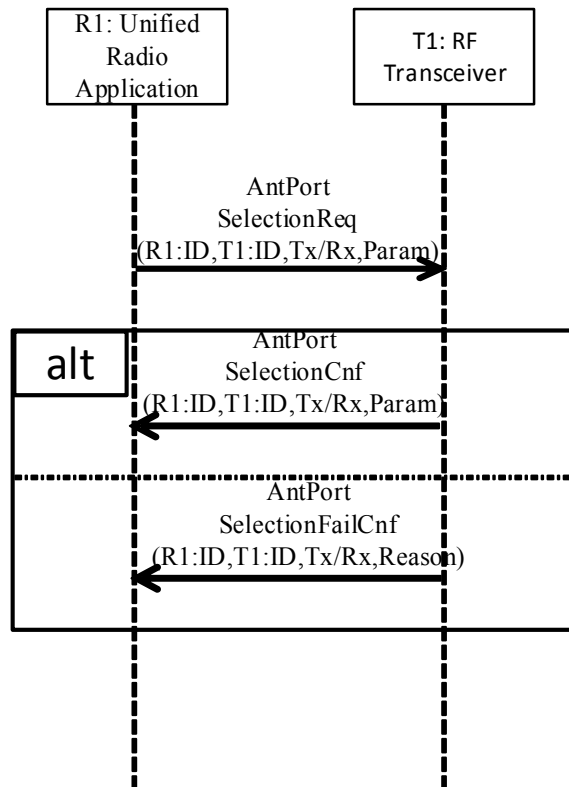 R1: Unified
Radio
Application
T1: RF
Transceiver
AntPort
SelectionReq
(R1:ID,T1:ID,Tx/Rx,Param)
alt
AntPort
SelectionCnf
(R1:ID,T1:ID,Tx/Rx,Param)
AntPort
SelectionFailCnf
(R1:ID,T1:ID,Tx/Rx,Reason)